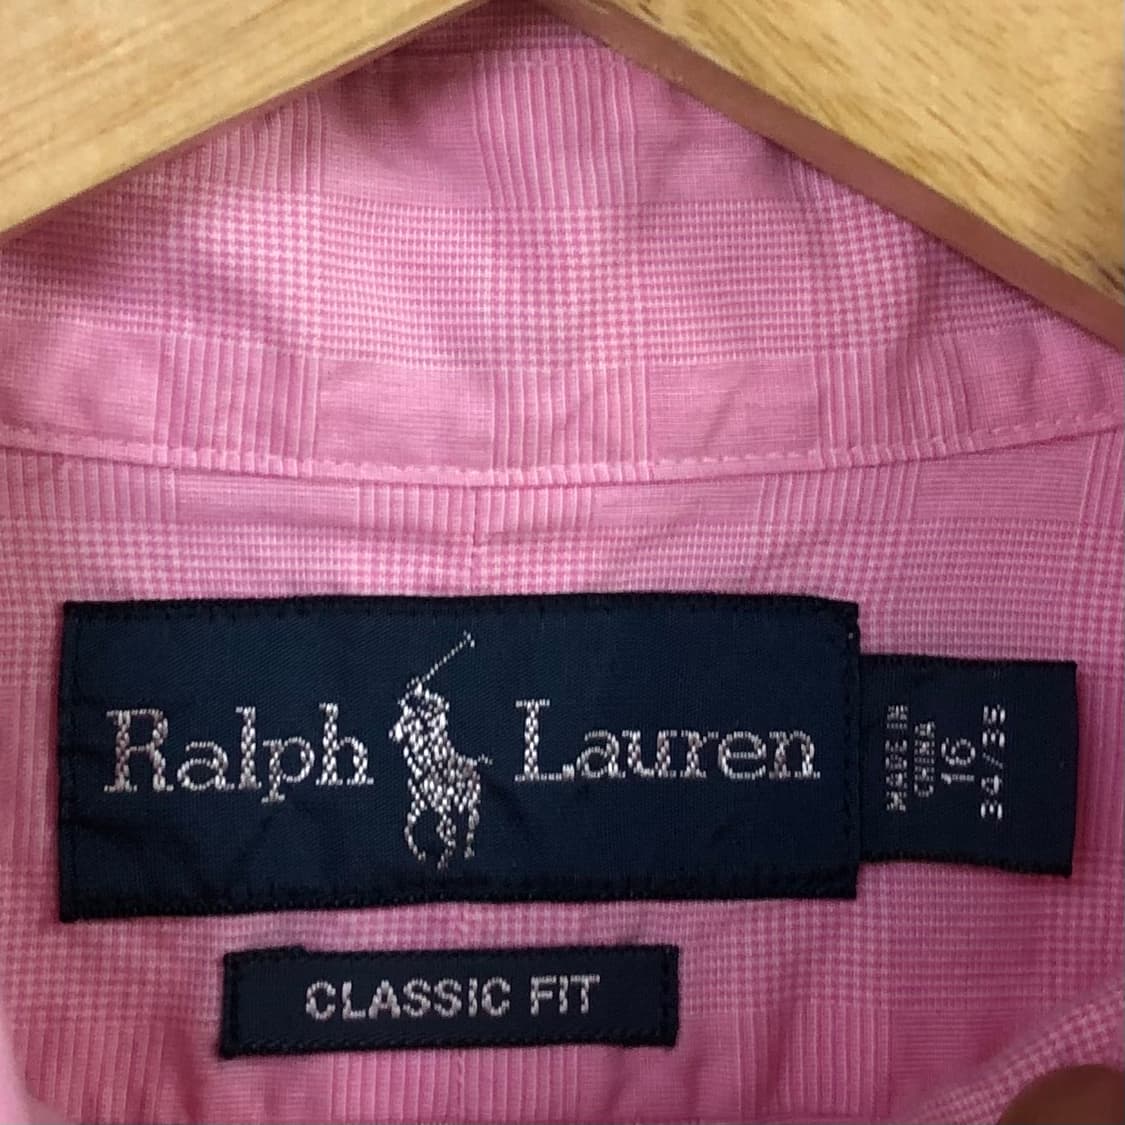 Ralph Lauren
MADE IN
CHINA
16
34/35
CLASSIC FIT